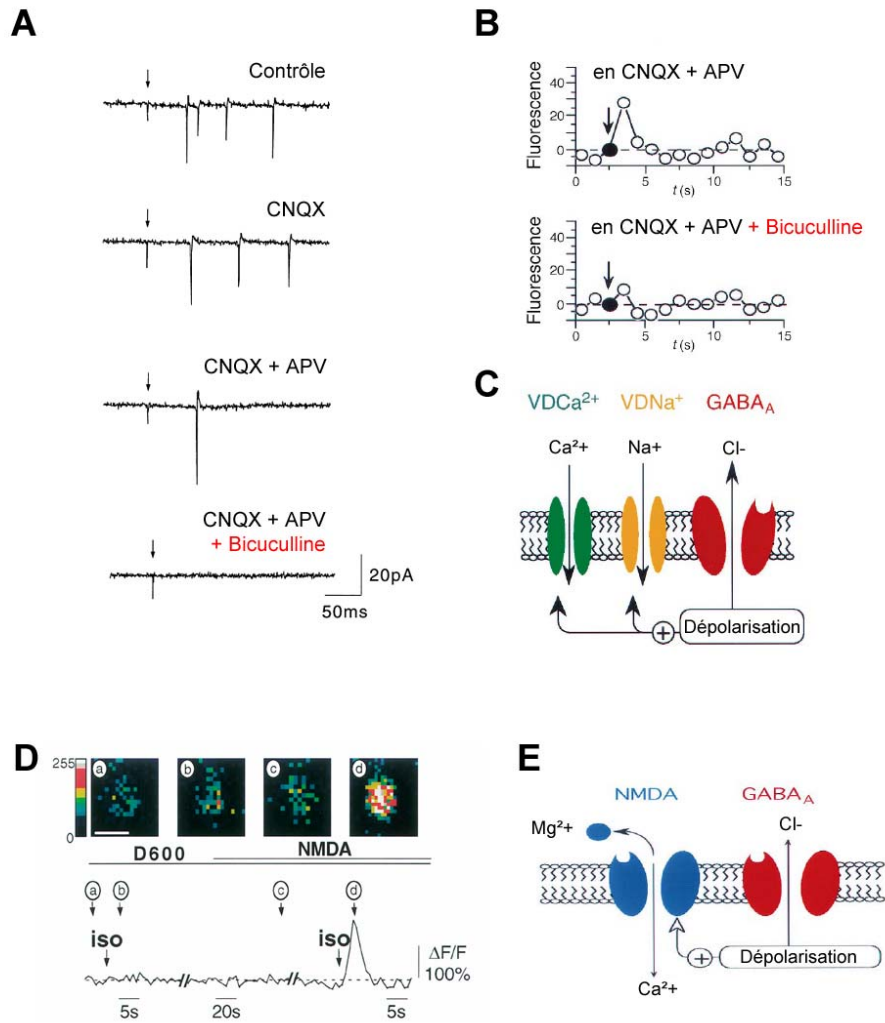 A
Contrôle
CNQX
CNQX + APV
CNQX + APV
+ Bicuculline
20pA
50ms
B
en CNQX + APV
Fluorescence
40
20
0
0
5
10
15
t (s)
en CNQX + APV + Bicuculline
Fluorescence
40
20
0
0
5
10
15
t (s)
C
VDCa²⁺
VDNa⁺
GABA_A
Ca²+
Na+
Cl-
+
Dépolarisation
D
255
0
a
b
c
d
D600
NMDA
a
b
c
d
iso
iso
ΔF/F
100%
5s
20s
5s
E
NMDA
GABA_A
Mg²+
Cl-
+
Dépolarisation
Ca²+